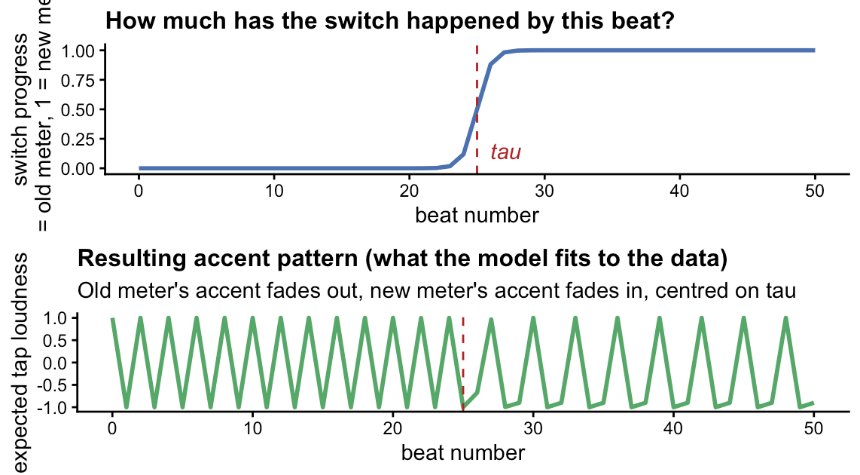 How much has the switch happened by this beat?
switch progress
= old meter, 1 = new me
1.00
0.75
0.50
0.25
0.00
tau
0 10 20 30 40 50
beat number
Resulting accent pattern (what the model fits to the data)
Old meter's accent fades out, new meter's accent fades in, centred on tau
expected tap loudness
1.0
0.5
0.0
-0.5
-1.0
0 10 20 30 40 50
beat number